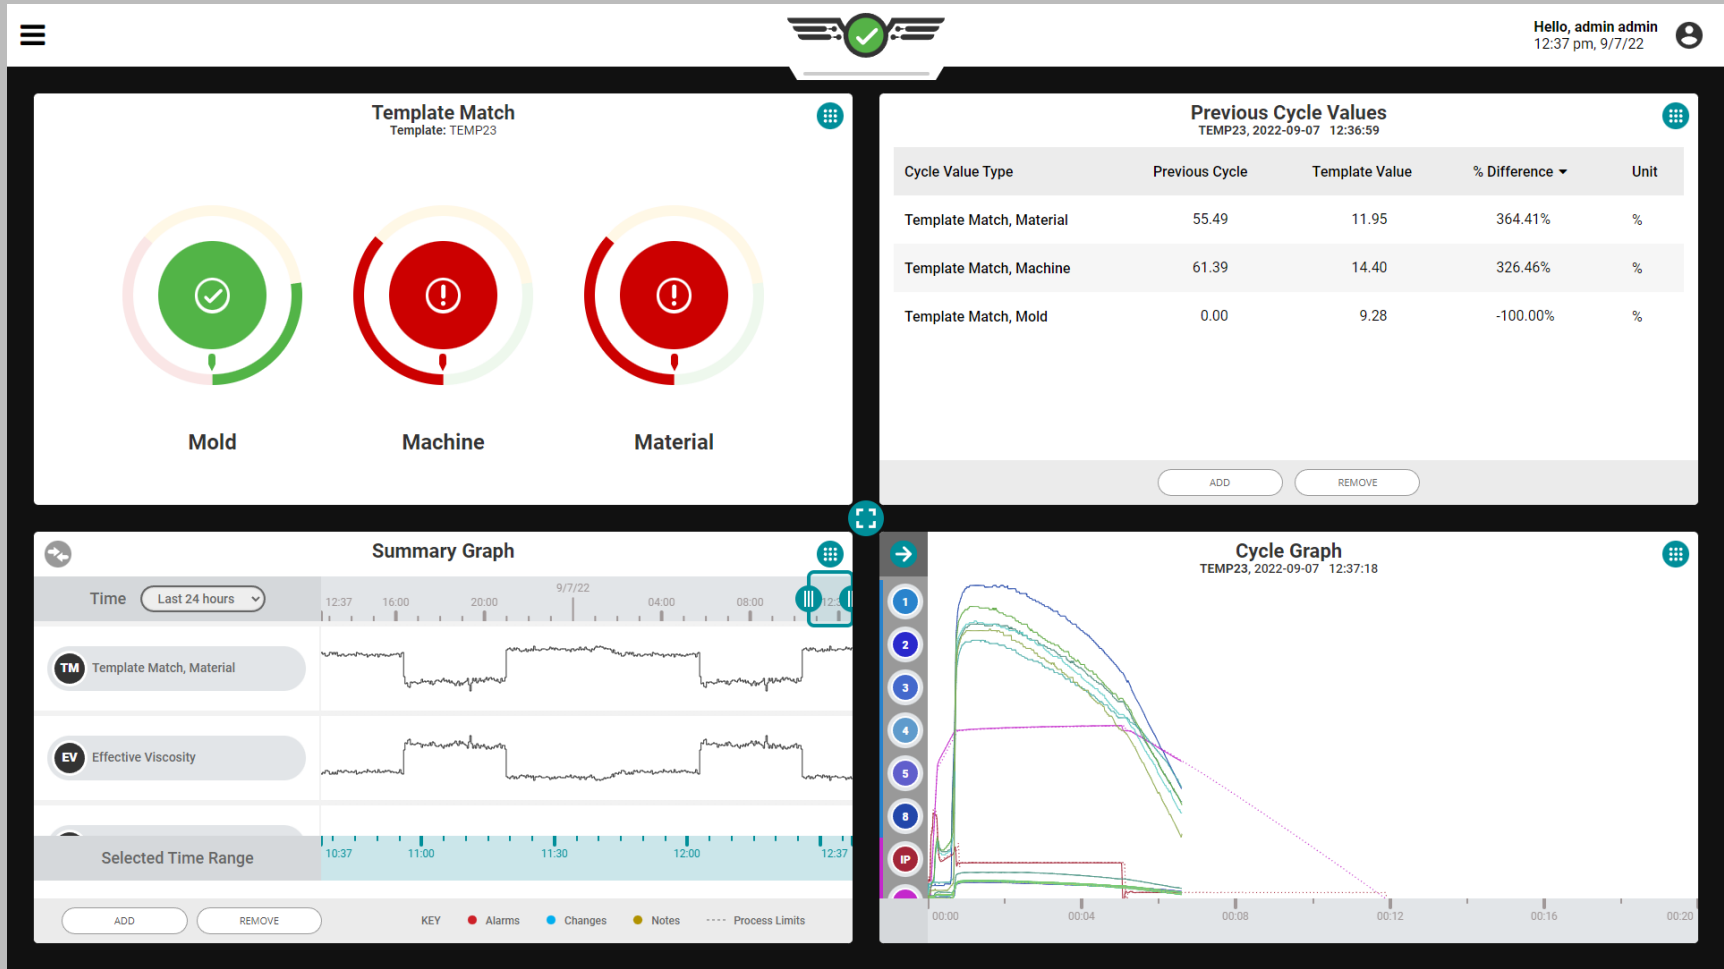 Hello, admin admin
12:37 pm, 9/7/22
Template Match
Template: TEMP23
Mold
Machine
Material
Previous Cycle Values
TEMP23, 2022-09-07 12:36:59
Cycle Value Type Previous Cycle Template Value % Difference Unit
Template Match, Material 55.49 11.95 364.41% %
Template Match, Machine 61.39 14.40 326.46% %
Template Match, Mold 0.00 9.28 -100.00% %
ADD REMOVE
Summary Graph
Time Last 24 hours
9/7/22
12:37 16:00 20:00 04:00 08:00
TM Template Match, Material
EV Effective Viscosity
Selected Time Range
10:37 11:00 11:30 12:00 12:37
ADD REMOVE KEY Alarms Changes Notes Process Limits
Cycle Graph
TEMP23, 2022-09-07 12:37:18
1
2
3
4
5
8
IP
00:00 00:04 00:08 00:12 00:16 00:20